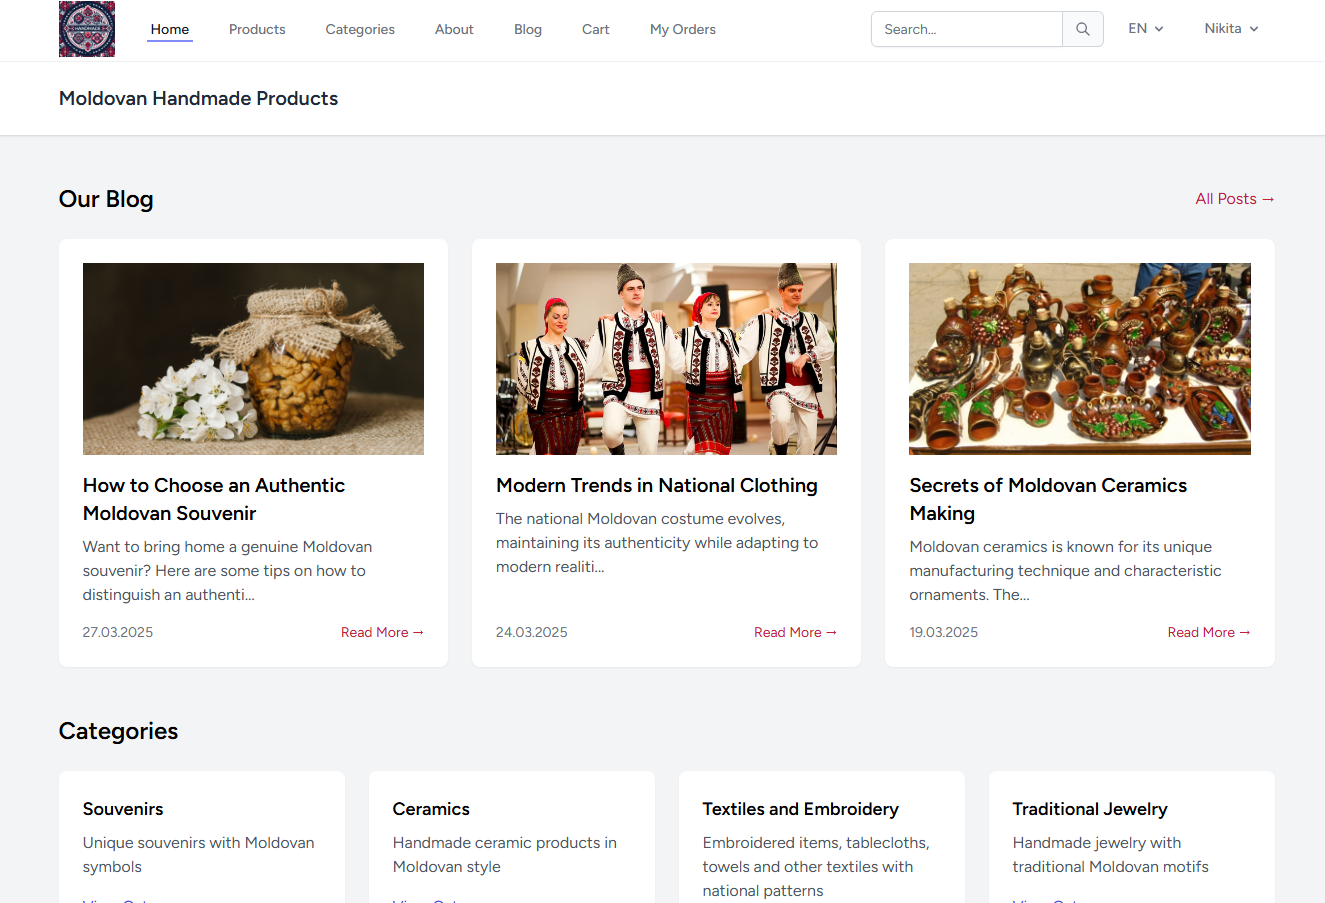 HANDMADE
Home
Products
Categories
About
Blog
Cart
My Orders
Search...
EN
Nikita
Moldovan Handmade Products
Our Blog
All Posts →
How to Choose an Authentic
Moldovan Souvenir
Want to bring home a genuine Moldovan
souvenir? Here are some tips on how to
distinguish an authenti...
27.03.2025
Read More →
Modern Trends in National Clothing
The national Moldovan costume evolves,
maintaining its authenticity while adapting to
modern realiti...
24.03.2025
Read More →
Secrets of Moldovan Ceramics
Making
Moldovan ceramics is known for its unique
manufacturing technique and characteristic
ornaments. The...
19.03.2025
Read More →
Categories
Souvenirs
Unique souvenirs with Moldovan
symbols
Ceramics
Handmade ceramic products in
Moldovan style
Textiles and Embroidery
Embroidered items, tablecloths,
towels and other textiles with
national patterns
Traditional Jewelry
Handmade jewelry with
traditional Moldovan motifs